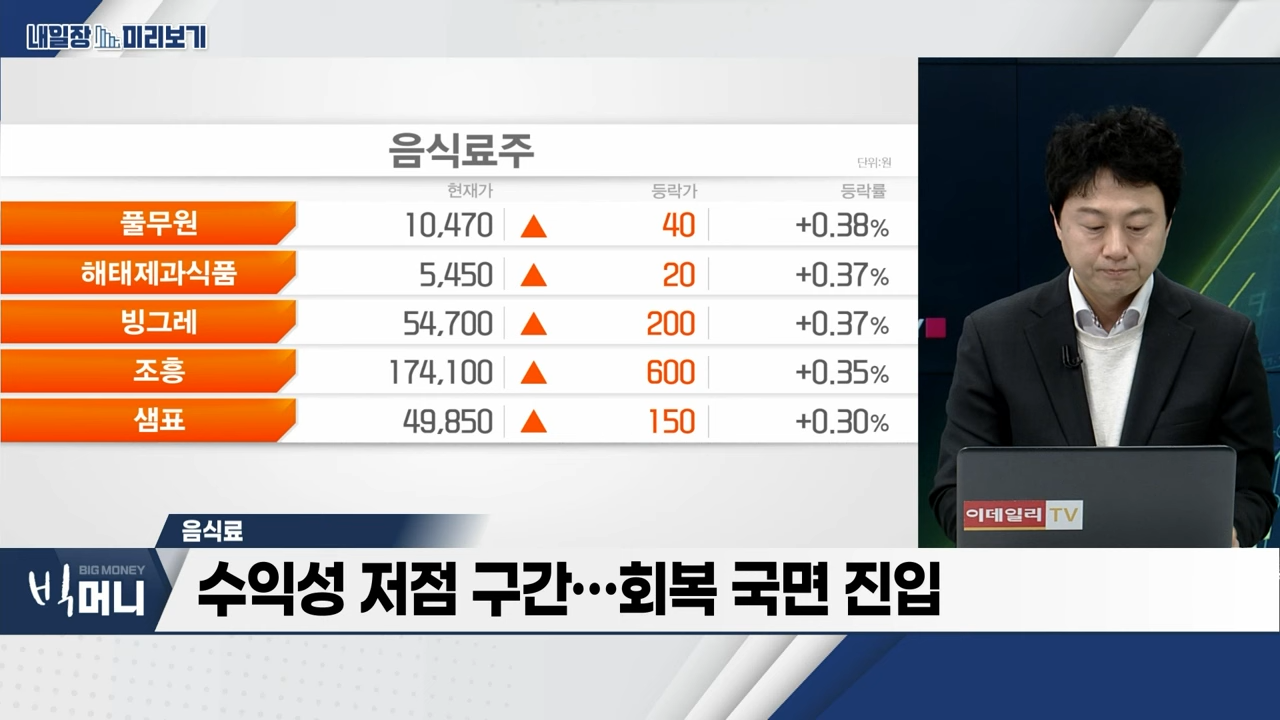 내일장 미리보기
음식료주
단위:원
현재가 등락가 등락률
풀무원 10,470 ▲ 40 +0.38%
해태제과식품 5,450 ▲ 20 +0.37%
빙그레 54,700 ▲ 200 +0.37%
조흥 174,100 ▲ 600 +0.35%
샘표 49,850 ▲ 150 +0.30%
이데일리TV
음식료
BIG MONEY
빅머니
수익성 저점 구간…회복 국면 진입